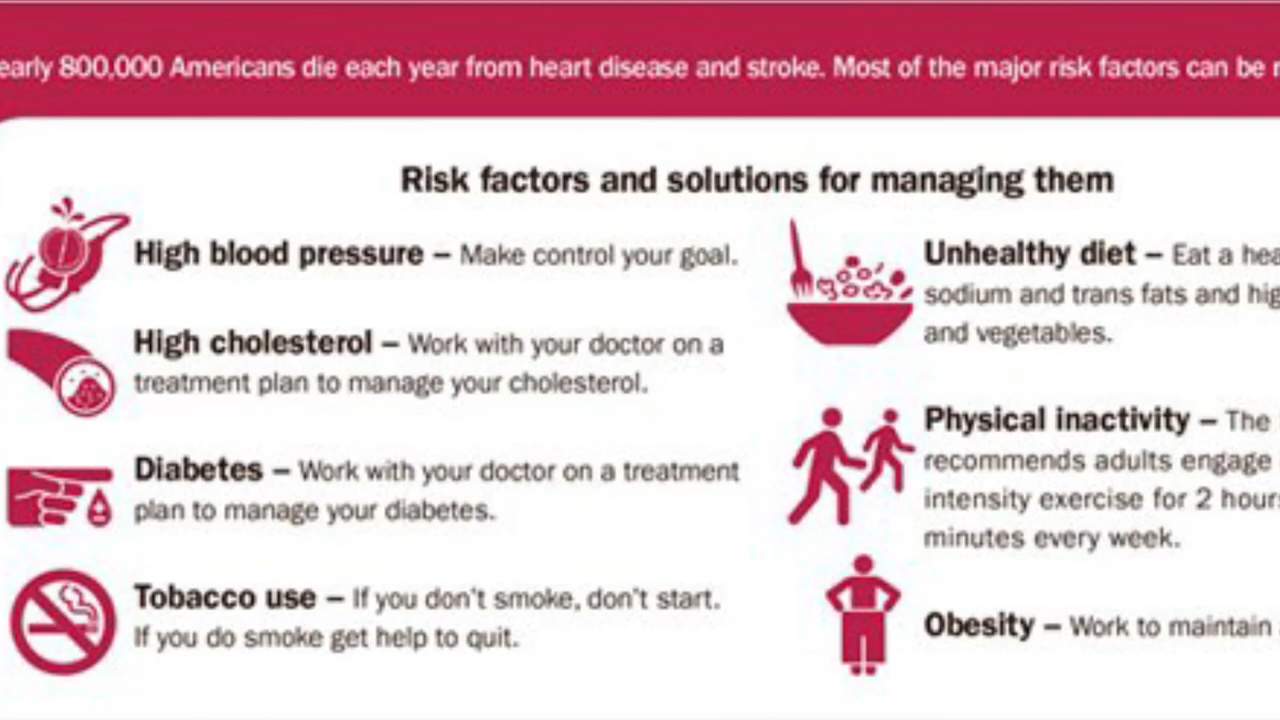 early 800,000 Americans die each year from heart disease and stroke. Most of the major risk factors can be
Risk factors and solutions for managing them
High blood pressure – Make control your goal.
High cholesterol – Work with your doctor on a
treatment plan to manage your cholesterol.
Diabetes – Work with your doctor on a treatment
plan to manage your diabetes.
Tobacco use – If you don't smoke, don't start.
If you do smoke get help to quit.
Unhealthy diet – Eat a hea
sodium and trans fats and hig
and vegetables.
Physical inactivity – The
recommends adults engage
intensity exercise for 2 hour
minutes every week.
Obesity – Work to maintain